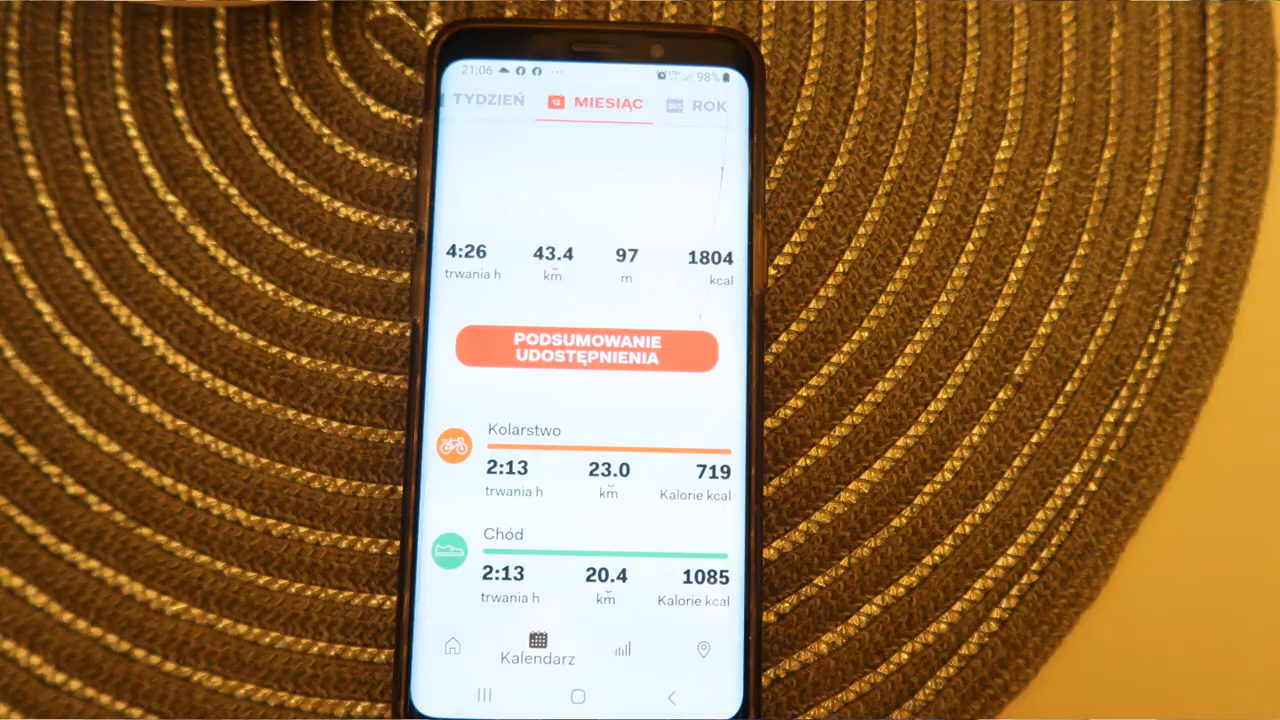 21:06 98%
TYDZIEŃ MIESIĄC ROK
4:26 43.4 97 1804
trwania h km m kcal
PODSUMOWANIE
UDOSTĘPNIENIA
Kolarstwo
2:13 23.0 719
trwania h km Kalorie kcal
Chód
2:13 20.4 1085
trwania h km Kalorie kcal
Kalendarz